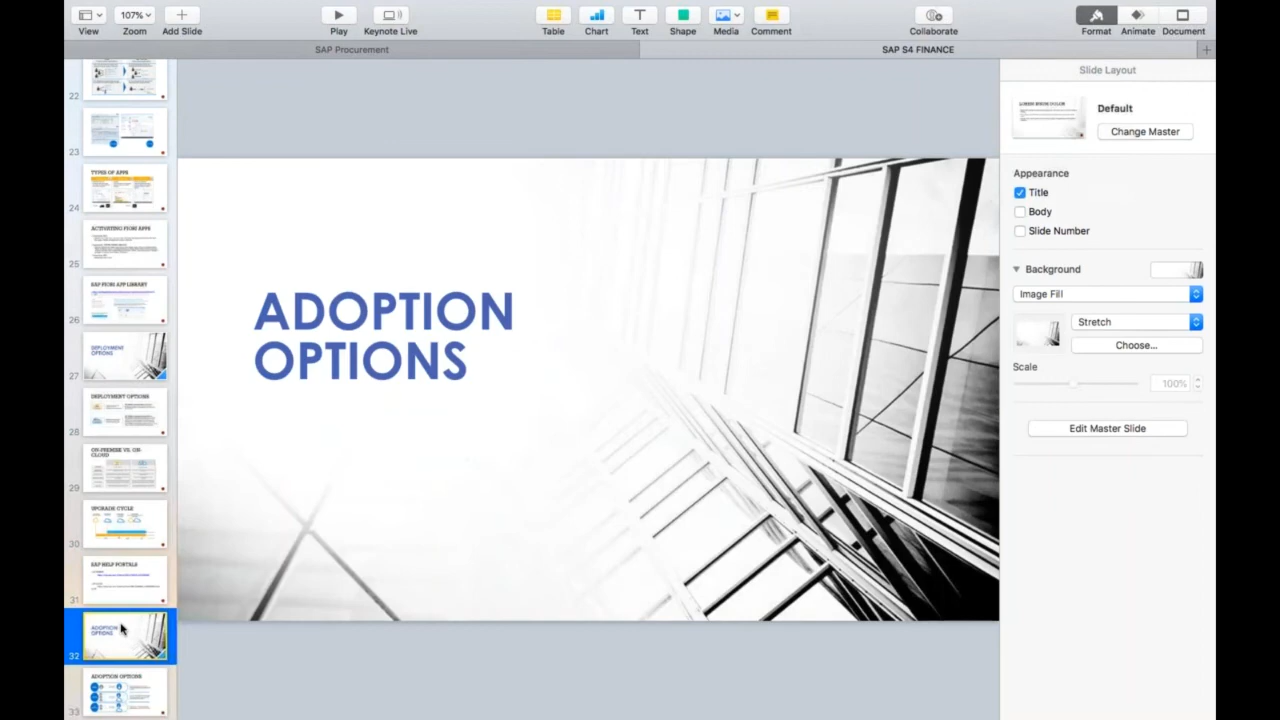 View
107%
Zoom
Add Slide
Play
Keynote Live
Table
Chart
Text
Shape
Media
Comment
Collaborate
Format
Animate
Document
SAP Procurement
SAP S4 FINANCE
22
23
TYPES OF APPS
24
ACTIVATING FIORI APPS
25
SAP FIORI APP LIBRARY
26
DEPLOYMENT
OPTIONS
27
DEPLOYMENT OPTIONS
28
ON-PREMISE VS. ON-
CLOUD
29
UPGRADE CYCLE
30
SAP HELP PORTALS
31
ADOPTION
OPTIONS
32
ADOPTION OPTIONS
33
ADOPTION
OPTIONS
Slide Layout
LOREM IPSUM DOLOR
Default
Change Master
Appearance
Title
Body
Slide Number
Background
Image Fill
Stretch
Choose...
Scale
100%
Edit Master Slide